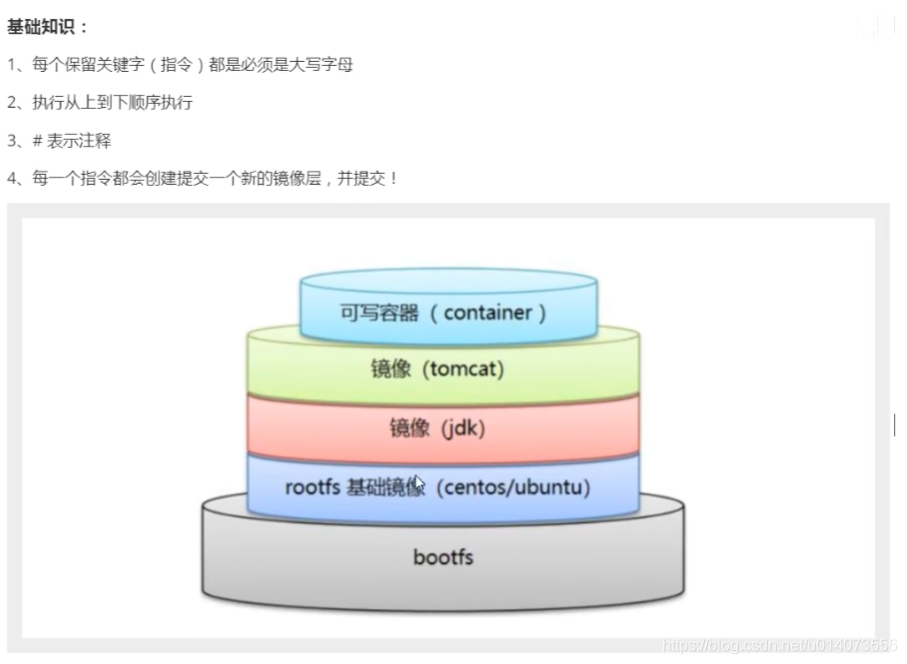 基础知识：
1、每个保留关键字（指令）都是必须是大写字母
2、执行从上到下顺序执行
3、# 表示注释
4、每一个指令都会创建提交一个新的镜像层，并提交！
可写容器（container）
镜像（tomcat）
镜像（jdk）
rootfs 基础镜像（centos/ubuntu）
bootfs
https://blog.csdn.net/u014073556